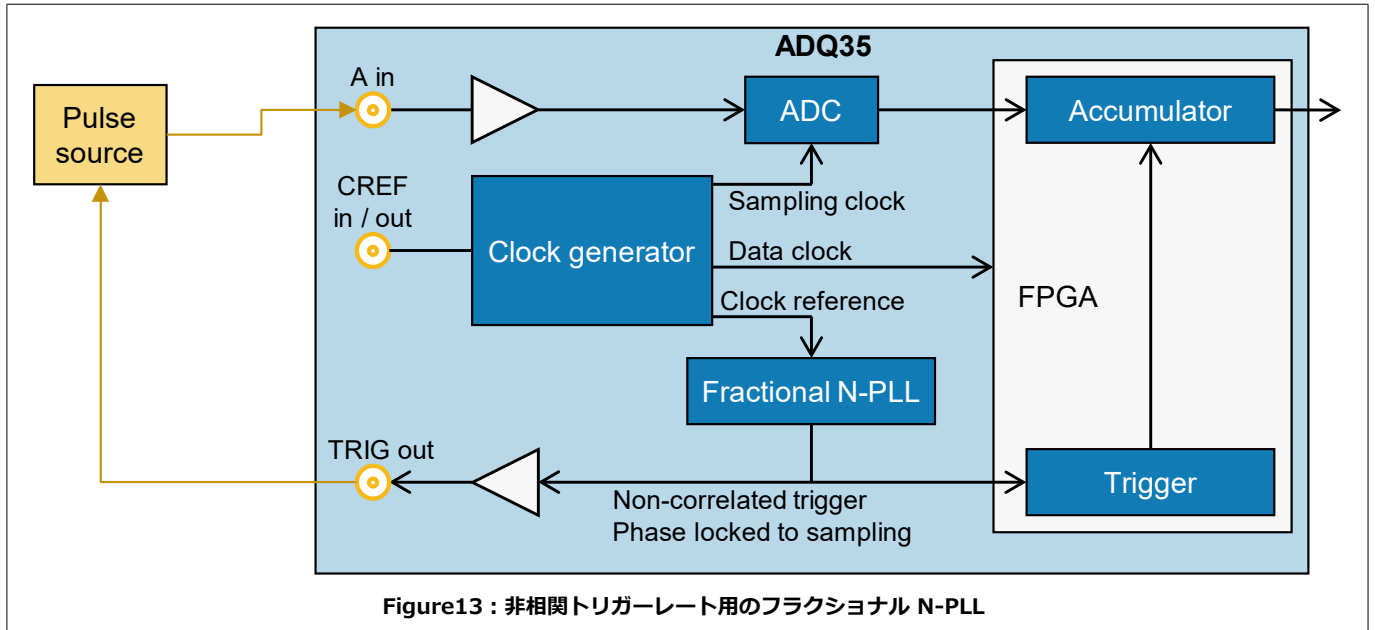 ADQ35
A in
Pulse
source
ADC
Accumulator
CREF
in / out
Clock generator
Sampling clock
Data clock
Clock reference
FPGA
Fractional N-PLL
TRIG out
Non-correlated trigger
Phase locked to sampling
Trigger
Figure13：非相関トリガーレート用のフラクショナル N-PLL